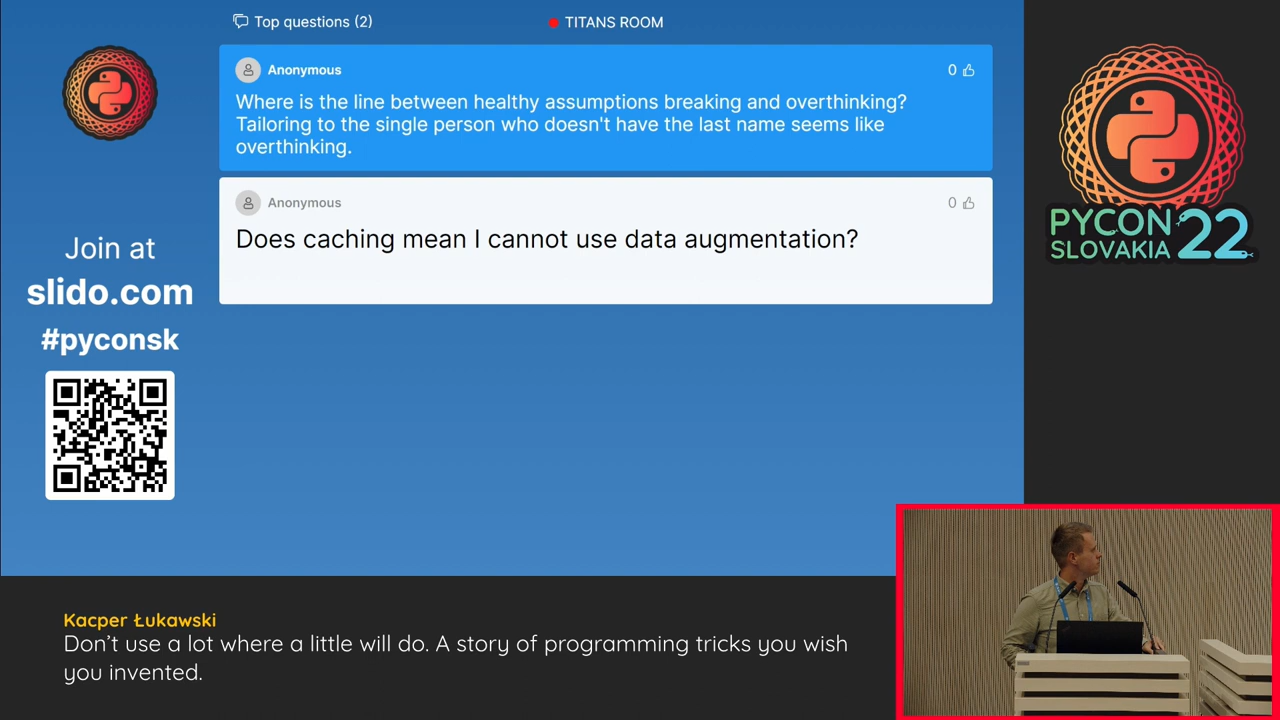 Top questions (2)
TITANS ROOM
Anonymous
0
Where is the line between healthy assumptions breaking and overthinking?
Tailoring to the single person who doesn't have the last name seems like
overthinking.
Anonymous
0
Does caching mean I cannot use data augmentation?
Join at
slido.com
#pyconsk
PYCON
SLOVAKIA
22
Kacper Łukawski
Don't use a lot where a little will do. A story of programming tricks you wish
you invented.